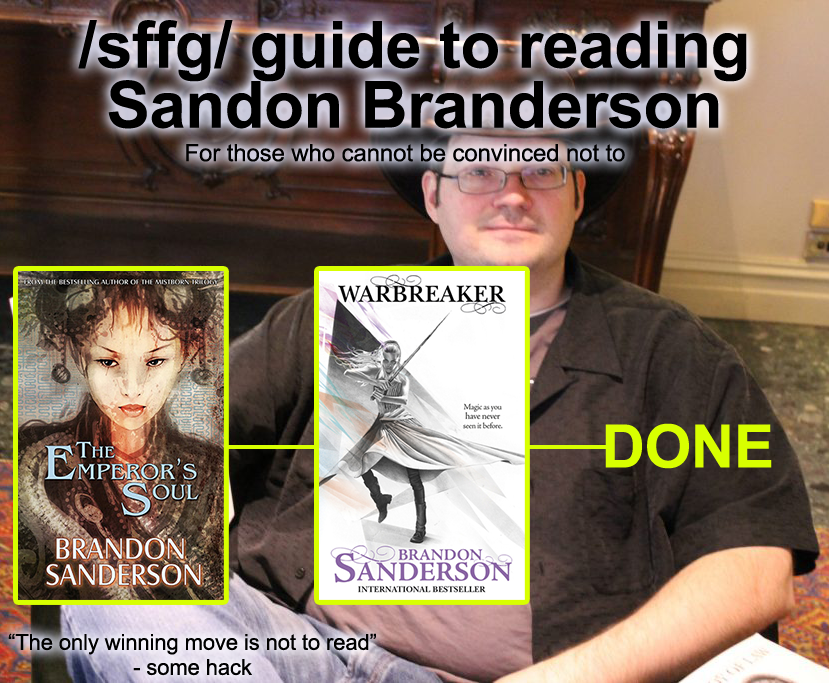 /sffg/ guide to reading
Sandon Branderson
For those who cannot be convinced not to
FROM THE BESTSELLING AUTHOR OF THE MISTBORN TRILOGY
THE
EMPEROR'S
SOUL
BRANDON
SANDERSON
WARBREAKER
Magic as you
have never
seen it before.
BRANDON
SANDERSON
INTERNATIONAL BESTSELLER
DONE
“The only winning move is not to read”
- some hack
OF LAW